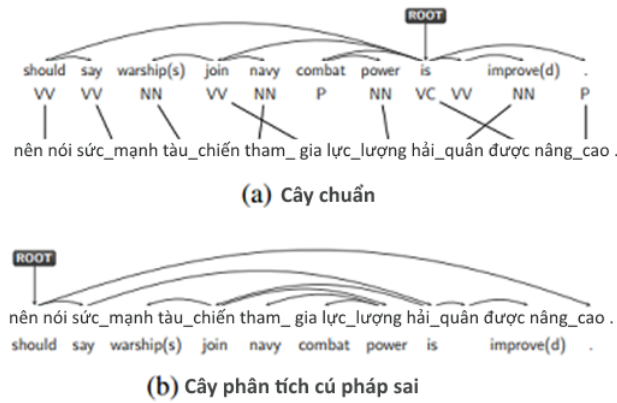 ROOT
should say warship(s) join navy combat power is improve(d) .
VV VV NN VV NN P NN VC VV NN P
nên nói sức_mạnh tàu_chiến tham_ gia lực_lượng hải_quân được nâng_cao .
(a) Cây chuẩn
ROOT
nên nói sức_mạnh tàu_chiến tham_ gia lực_lượng hải_quân được nâng_cao .
should say warship(s) join navy combat power is improve(d) .
(b) Cây phân tích cú pháp sai